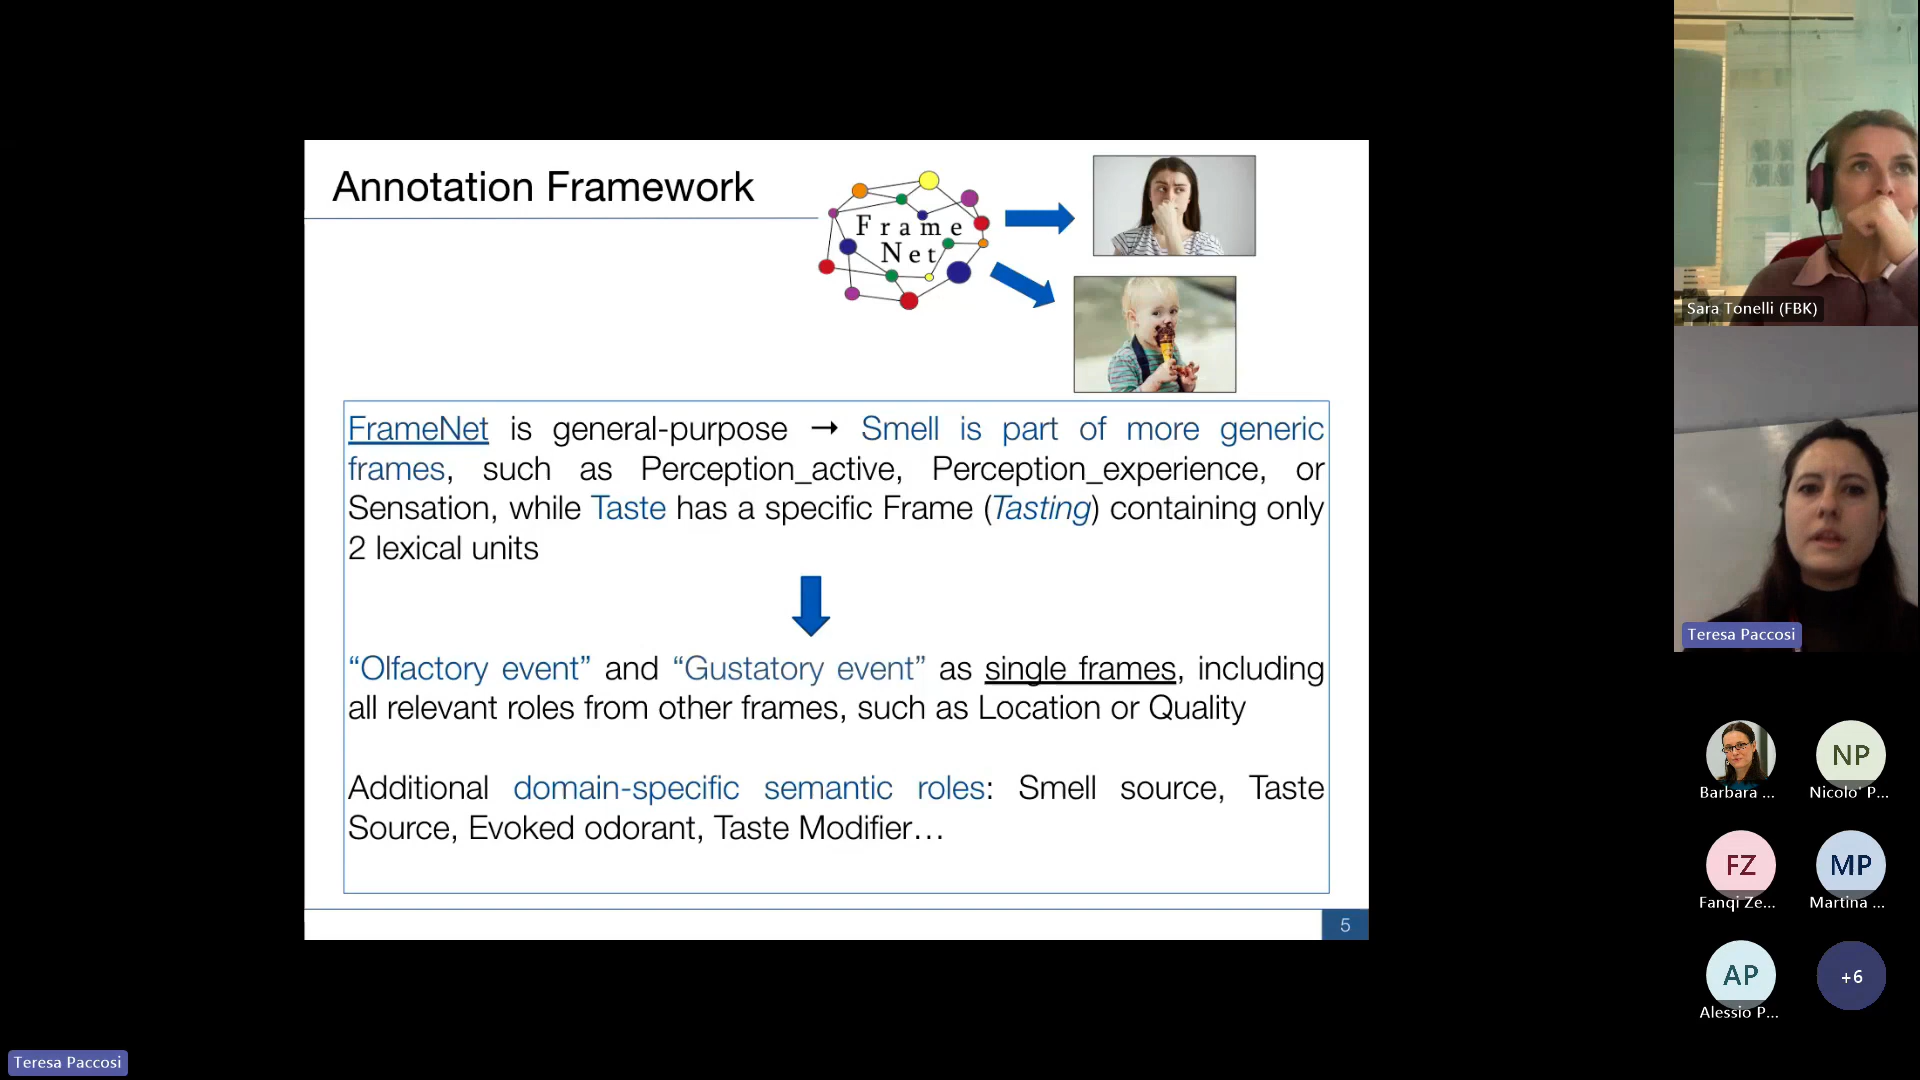 Annotation Framework
Frame
Net
FrameNet is general-purpose → Smell is part of more generic
frames, such as Perception_active, Perception_experience, or
Sensation, while Taste has a specific Frame (Tasting) containing only
2 lexical units
“Olfactory event” and “Gustatory event” as single frames, including
all relevant roles from other frames, such as Location or Quality
Additional domain-specific semantic roles: Smell source, Taste
Source, Evoked odorant, Taste Modifier...
5
Sara Tonelli (FBK)
Teresa Paccosi
Barbara ...
NP
Nicolo' P...
FZ
Fanqi Ze...
MP
Martina ...
AP
Alessio P...
+6
Teresa Paccosi